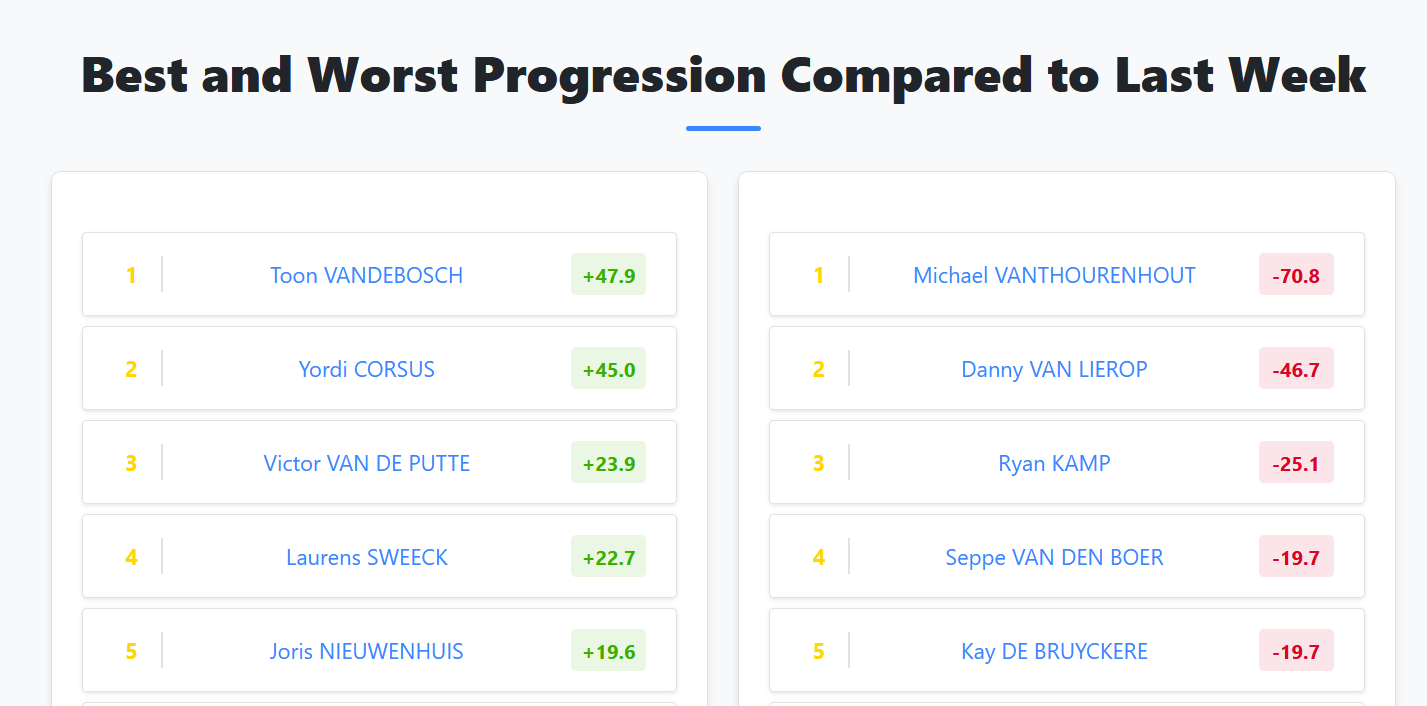 Best and Worst Progression Compared to Last Week
1 Toon VANDEBOSCH +47.9
2 Yordi CORSUS +45.0
3 Victor VAN DE PUTTE +23.9
4 Laurens SWEECK +22.7
5 Joris NIEUWENHUIS +19.6
1 Michael VANTHOURENHOUT -70.8
2 Danny VAN LIEROP -46.7
3 Ryan KAMP -25.1
4 Seppe VAN DEN BOER -19.7
5 Kay DE BRUYCKERE -19.7